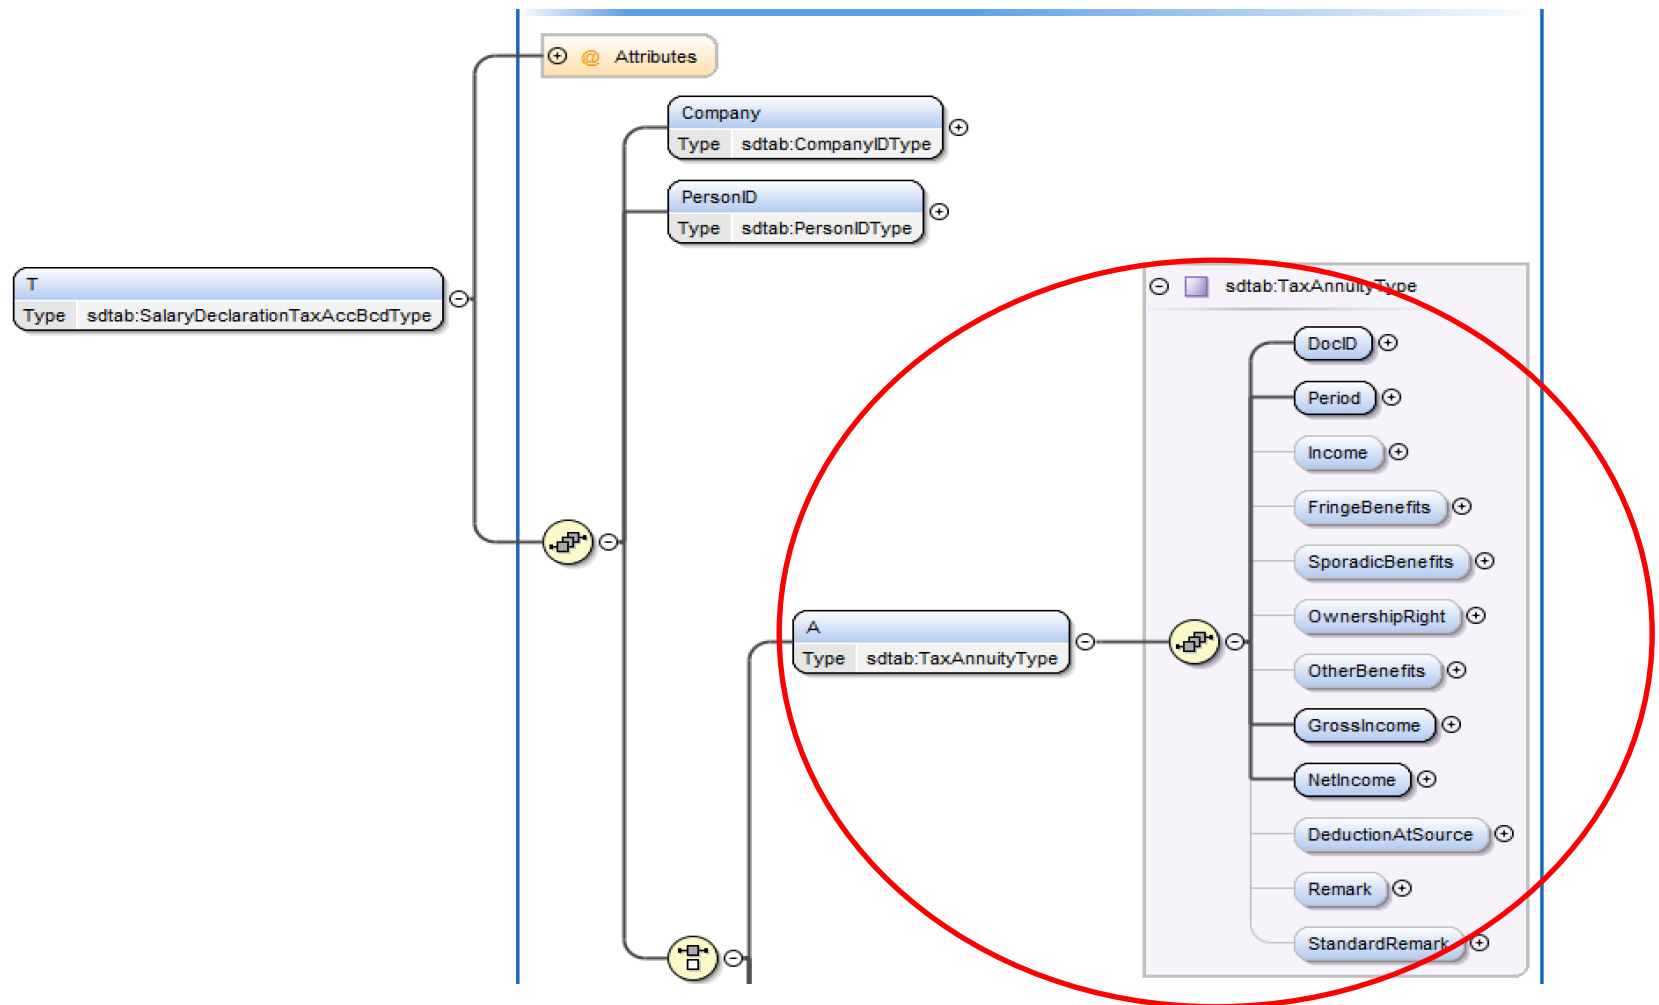 @ Attributes
Company
Type sdtab:CompanyIDType
PersonID
Type sdtab:PersonIDType
T
Type sdtab:SalaryDeclarationTaxAccBcdType
A
Type sdtab:TaxAnnuityType
sdtab:TaxAnnuityType
DocID
Period
Income
FringeBenefits
SporadicBenefits
OwnershipRight
OtherBenefits
GrossIncome
NetIncome
DeductionAtSource
Remark
StandardRemark